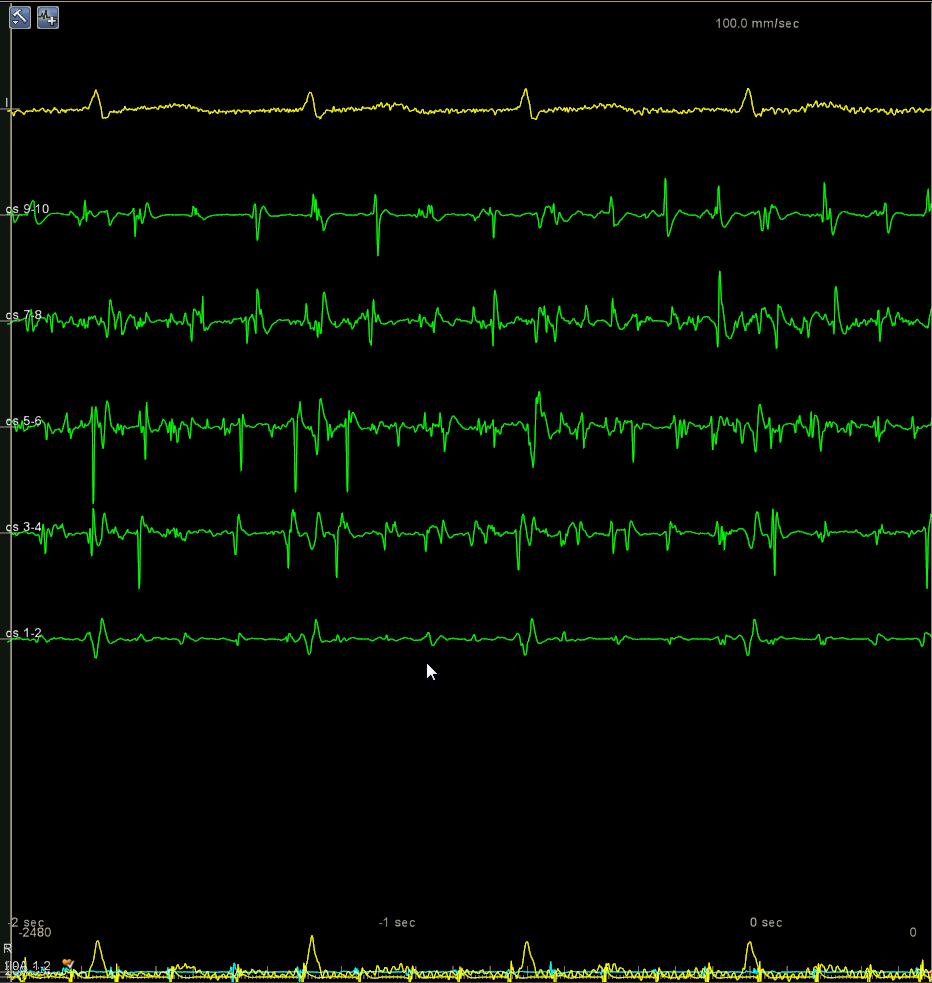 100.0 mm/sec
I
cs 9-10
cs 7-8
cs 5-6
cs 3-4
cs 1-2
-2 sec
-1 sec
0 sec
-2480
0